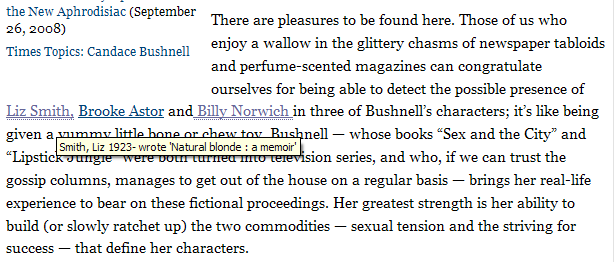 the New Aphrodisiac (September
26, 2008)
Times Topics: Candace Bushnell
There are pleasures to be found here. Those of us who
enjoy a wallow in the glittery chasms of newspaper tabloids
and perfume-scented magazines can congratulate
ourselves for being able to detect the possible presence of
Liz Smith, Brooke Astor and Billy Norwich in three of Bushnell’s characters; it’s like being
given a yummy little bone or chew toy. Bushnell — whose books “Sex and the City” and
Smith, Liz 1923- wrote 'Natural blonde : a memoir'
“Lipstick Jungle” were both turned into television series, and who, if we can trust the
gossip columns, manages to get out of the house on a regular basis — brings her real-life
experience to bear on these fictional proceedings. Her greatest strength is her ability to
build (or slowly ratchet up) the two commodities — sexual tension and the striving for
success — that define her characters.